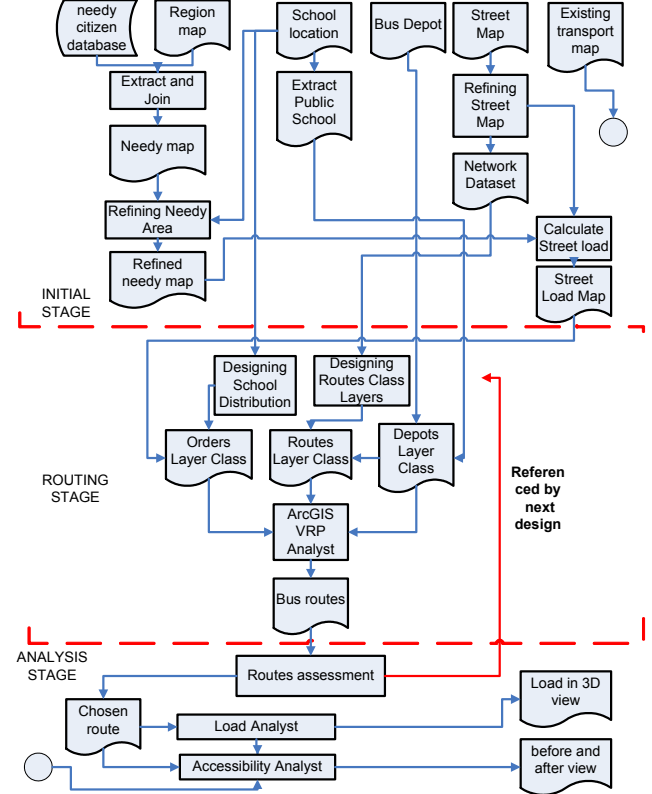 needy
citizen
database
Region
map
School
location
Bus Depot
Street
Map
Existing
transport
map
Extract and
Join
Extract
Public
School
Refining
Street
Map
Needy map
Network
Dataset
Refining Needy
Area
Calculate
Street load
Refined
needy map
Street
Load Map
INITIAL
STAGE
Designing
School
Distribution
Designing
Routes Class
Layers
Orders
Layer Class
Routes
Layer Class
Depots
Layer
Class
ROUTING
STAGE
Referen
ced by
next
design
ArcGIS
VRP
Analyst
Bus routes
ANALYSIS
STAGE
Routes assessment
Load in 3D
view
Chosen
route
Load Analyst
Accessibility Analyst
before and
after view